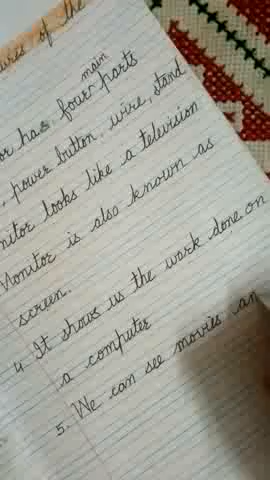 of the
main
or has four parts
power button, wire, stand
nitor looks like a television
Monitor is also known as
screen.
4. It shows us the work done on
a computer
5. We can see movies, an